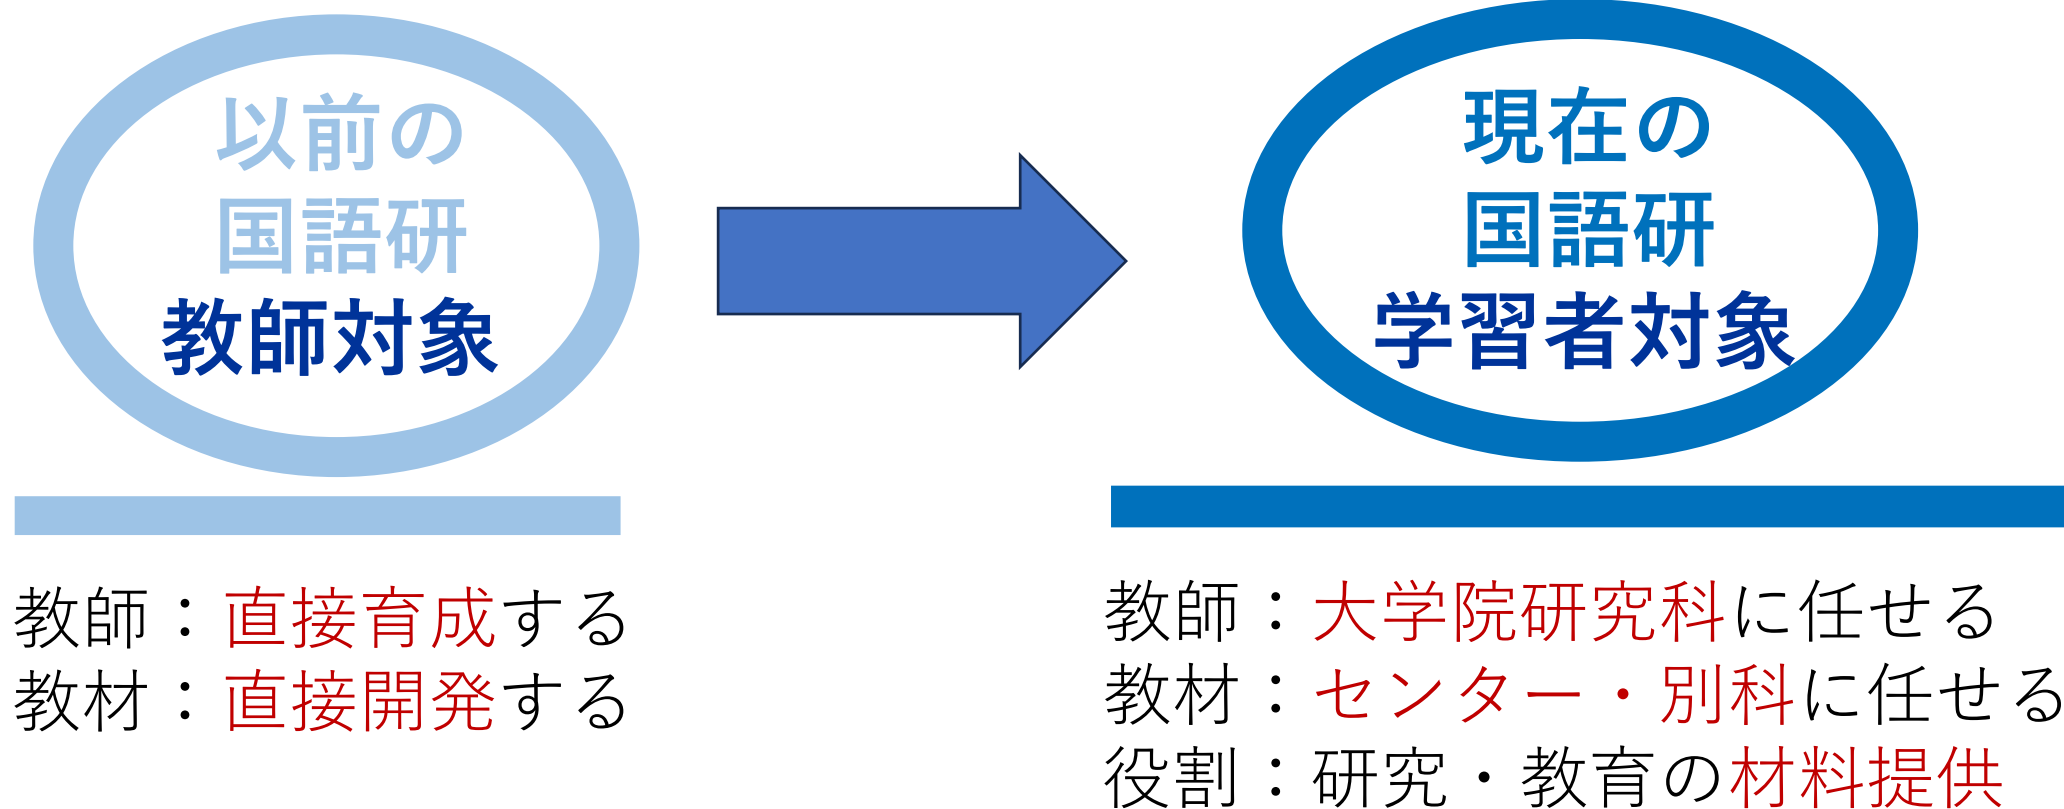 以前の
国語研
教師対象
教師：直接育成する
教材：直接開発する
現在の
国語研
学習者対象
教師：大学院研究科に任せる
教材：センター・別科に任せる
役割：研究・教育の材料提供